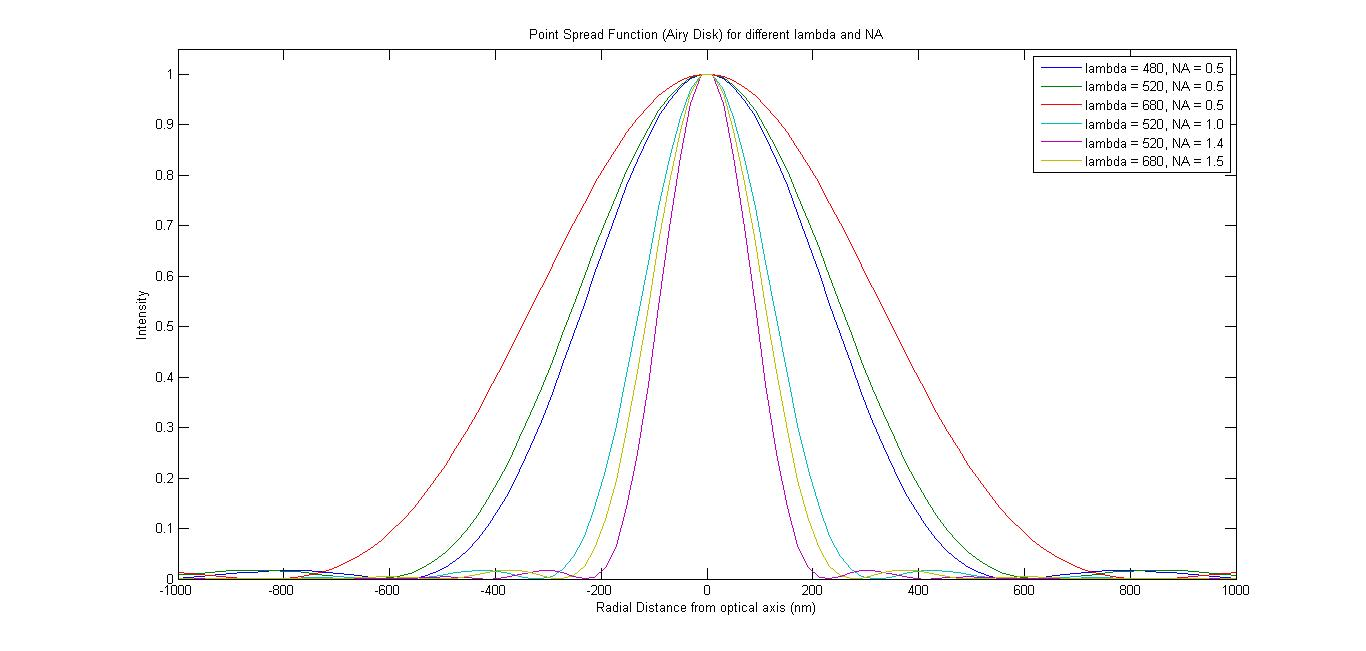 Point Spread Function (Airy Disk) for different lambda and NA
lambda = 480, NA = 0.5
lambda = 520, NA = 0.5
lambda = 680, NA = 0.5
lambda = 520, NA = 1.0
lambda = 520, NA = 1.4
lambda = 680, NA = 1.5
1
0.9
0.8
0.7
0.6
0.5
0.4
0.3
0.2
0.1
0
Intensity
-1000 -800 -600 -400 -200 0 200 400 600 800 1000
Radial Distance from optical axis (nm)